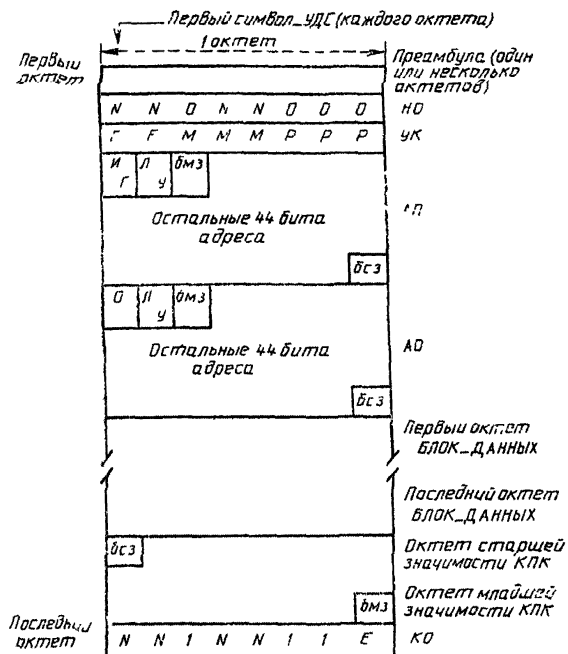 Первый символ_УДС (каждого октета)
1 октет
Первый
октет
Преамбула (один
или несколько
октетов)
N N 0 N N 0 0 0 НО
F F M M M P P P УК
И
Г Л
У бмз
Остальные 44 бита
адреса
АП
бсз
0 Л
У бмз
Остальные 44 бита
адреса
АО
бсз
Первый октет
БЛОК_ДАННЫХ
Последний октет
БЛОК_ДАННЫХ
бсз
Октет старшей
значимости КПК
бмз
Октет младшей
значимости КПК
Последний
октет
N N 1 N N 1 1 E КО